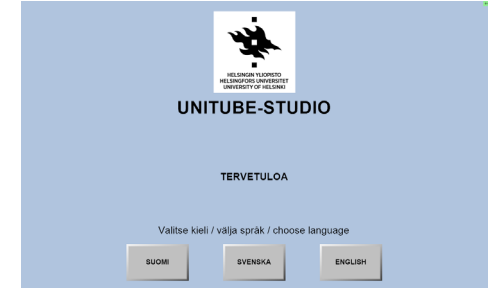 HELSINGIN YLIOPISTO
HELSINGFORS UNIVERSITET
UNIVERSITY OF HELSINKI
UNITUBE-STUDIO
TERVETULOA
Valitse kieli / välja språk / choose language
SUOMI
SVENSKA
ENGLISH